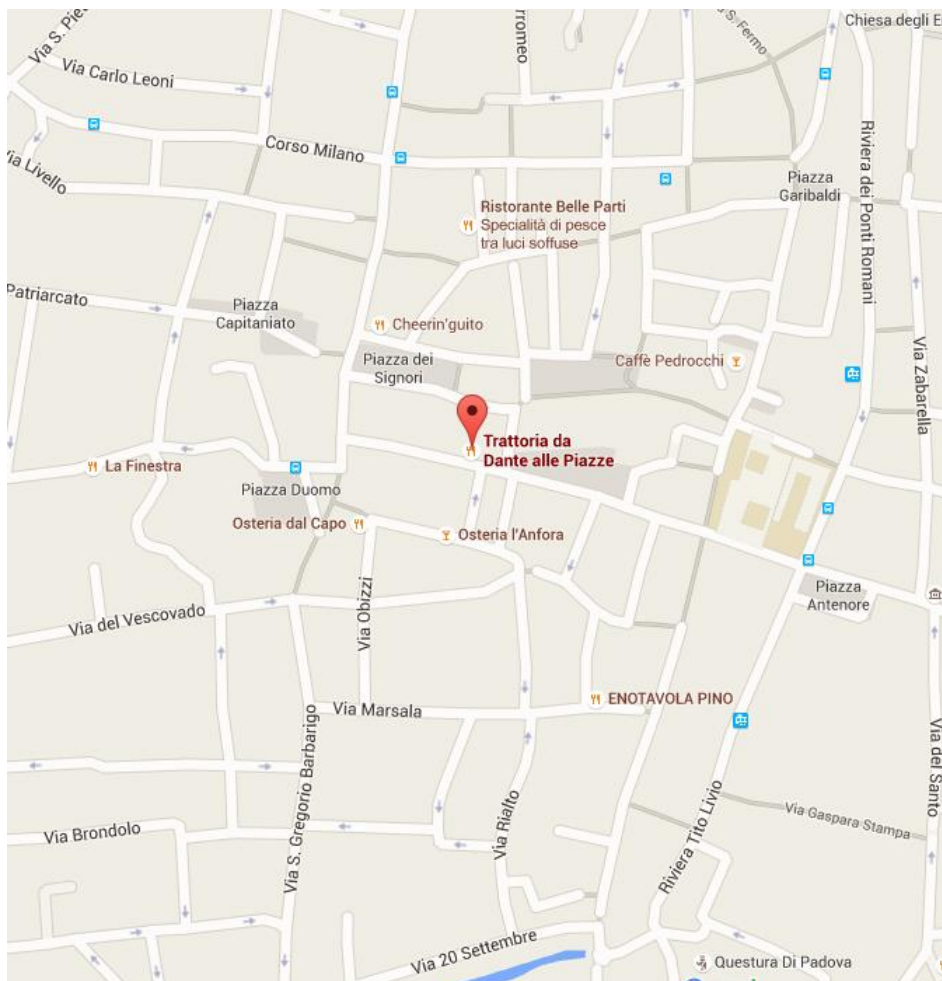 Chiesa degli E
S. Fermo
rromeo
Via S. Pie
Via Carlo Leoni
Corso Milano
Via Livello
Riviera dei Ponti Romani
Piazza
Garibaldi
Ristorante Belle Parti
Specialità di pesce
tra luci soffuse
Patriarcato
Piazza
Capitaniato
Cheerin'guito
Piazza dei
Signori
Caffè Pedrocchi
Via Zabarella
Trattoria da
Dante alle Piazze
La Finestra
Piazza Duomo
Osteria dal Capo
Osteria l'Anfora
Via Obizzi
Piazza
Antenore
Via del Vescovado
ENOTAVOLA PINO
Via Marsala
Via S. Gregorio Barbarigo
Via Rialto
Riviera Tito Livio
Via del Santo
Via Gaspara Stampa
Via Brondolo
Via 20 Settembre
Questura Di Padova